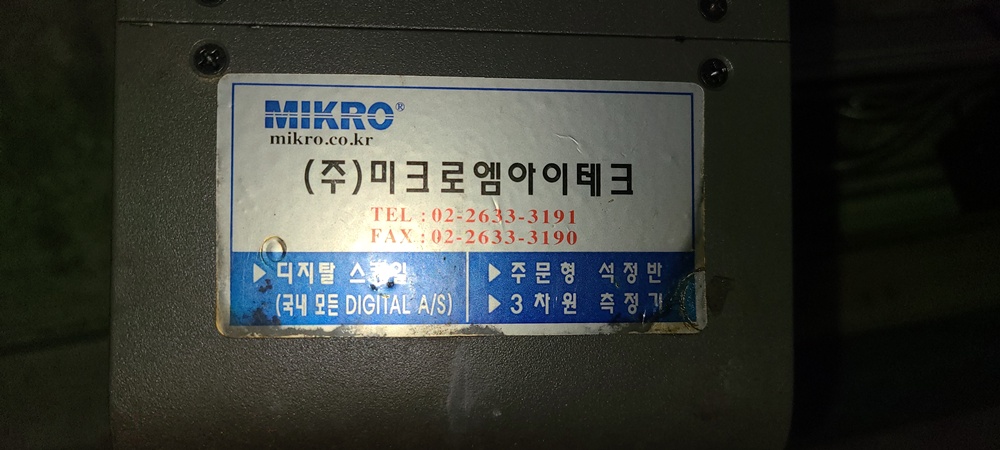 MIKRO®
mikro.co.kr
(주)미크로엠아이테크
TEL : 02-2633-3191
FAX : 02-2633-3190
▶ 디지탈 스케일
(국내 모든 DIGITAL A/S)
▶ 주문형 석정반
▶ 3차원 측정기